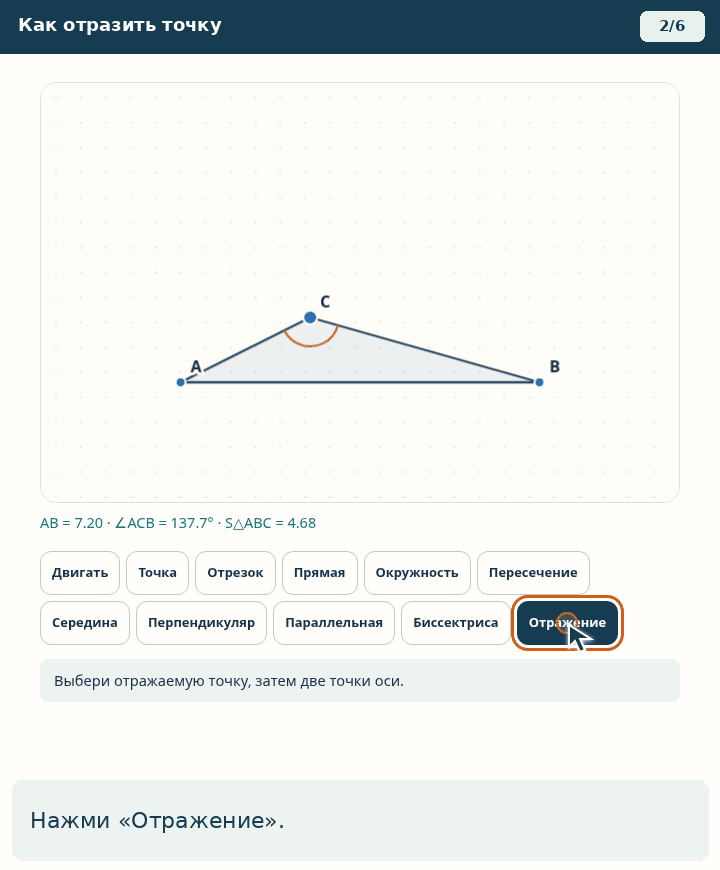 Как отразить точку
2/6
C
A
B
AB = 7.20 · ∠ACB = 137.7° · S△ABC = 4.68
Двигать Точка Отрезок Прямая Окружность Пересечение
Середина Перпендикуляр Параллельная Биссектриса Отражение
Выбери отражаемую точку, затем две точки оси.
Нажми «Отражение».